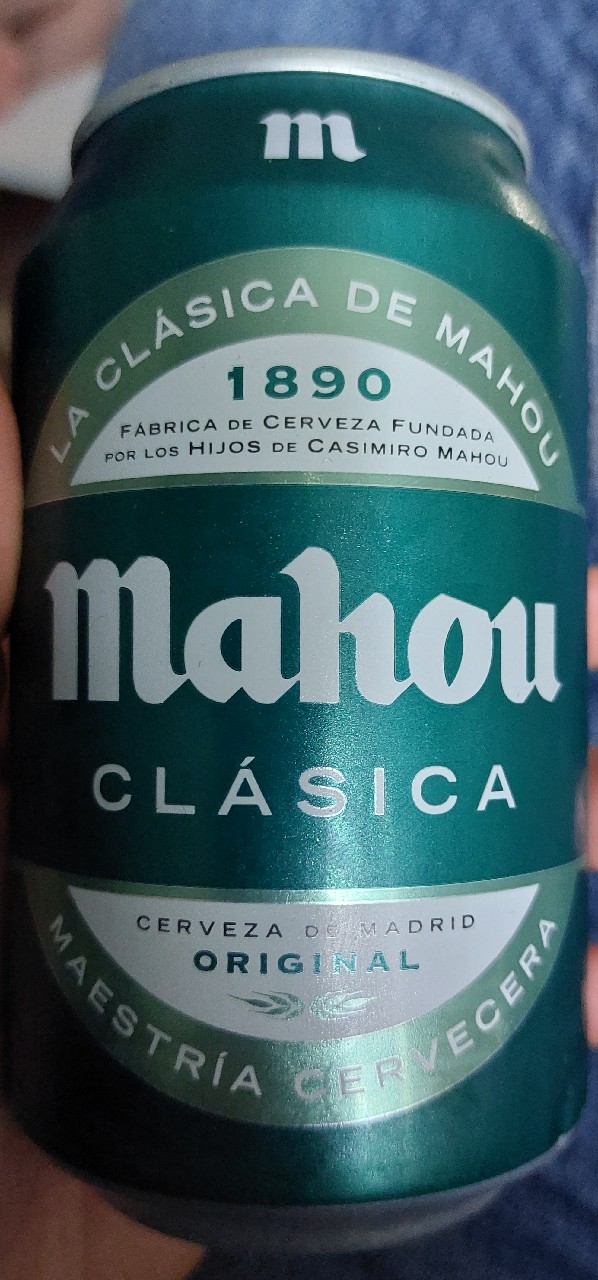 m
LA CLÁSICA DE MAHOU
1890
FÁBRICA DE CERVEZA FUNDADA
POR LOS HIJOS DE CASIMIRO MAHOU
Mahou
CLÁSICA
CERVEZA DE MADRID
ORIGINAL
MAESTRÍA CERVECERA